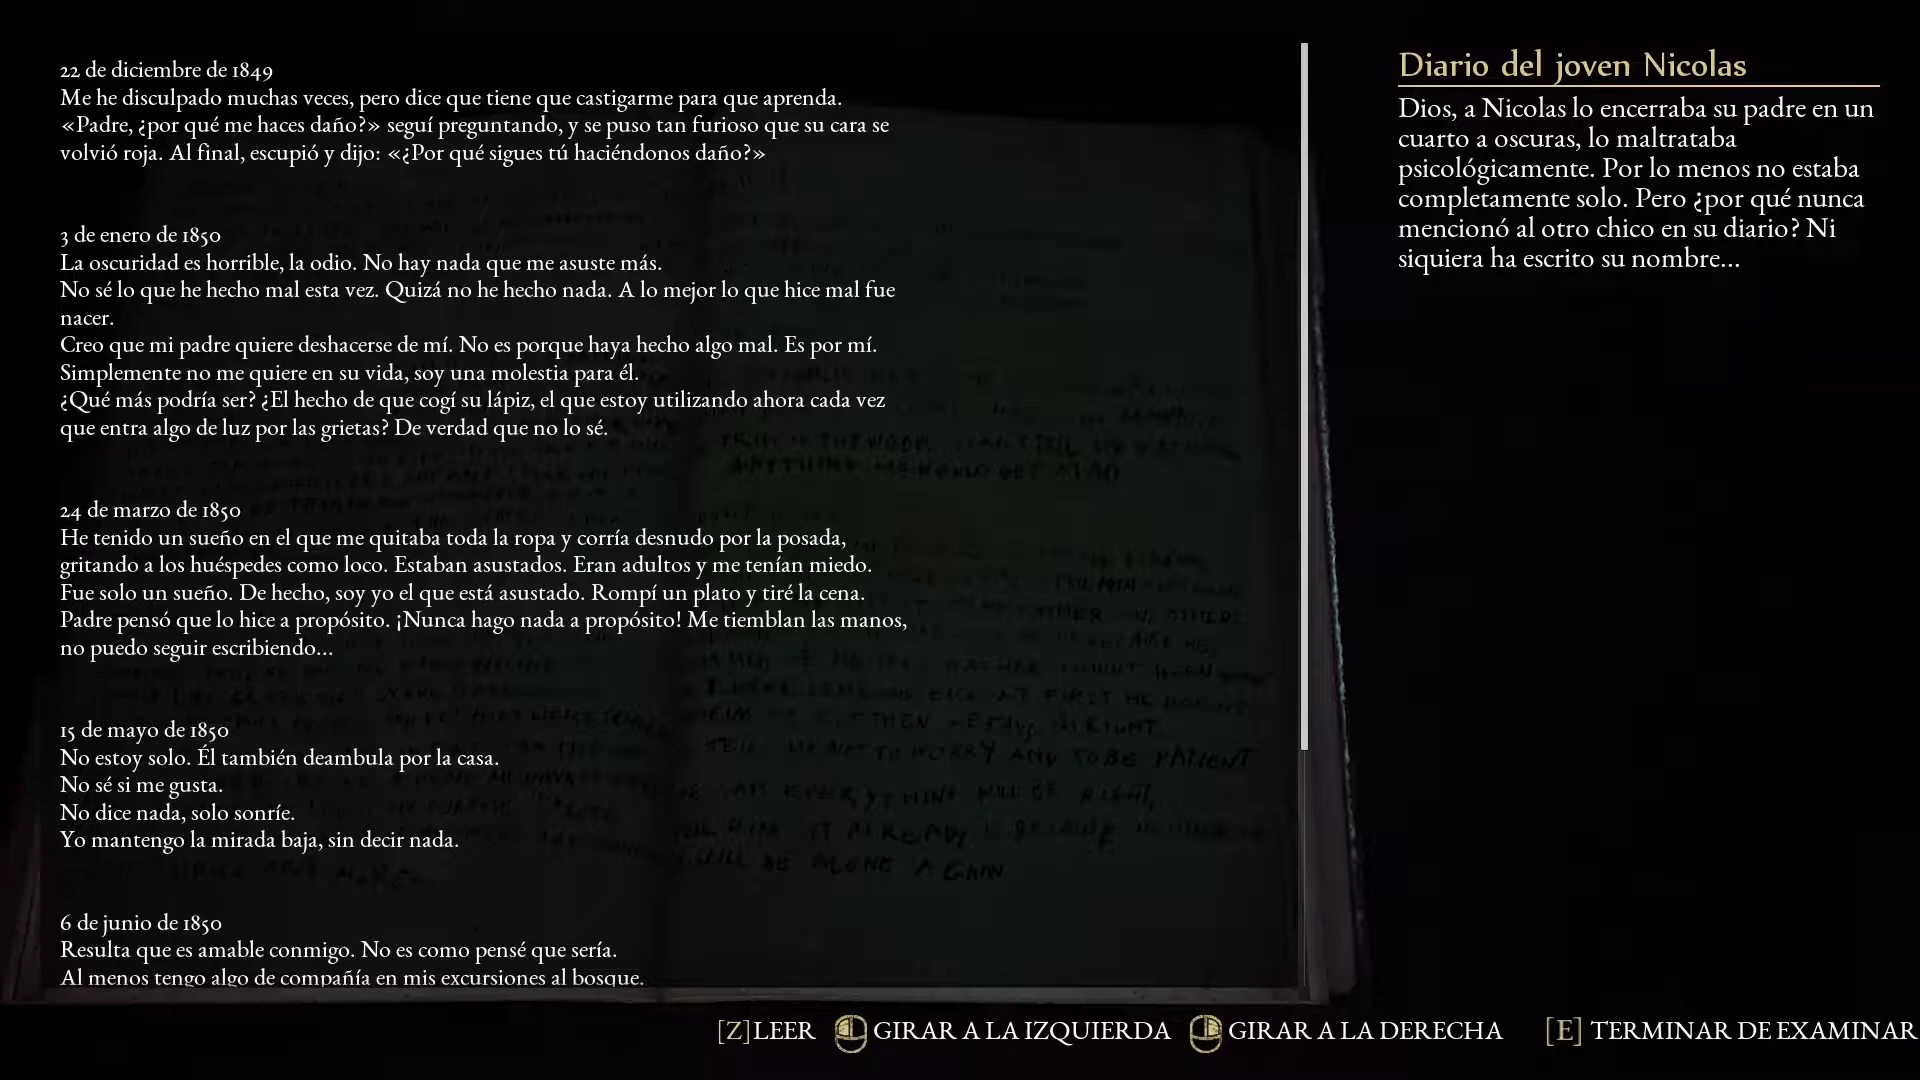 22 de diciembre de 1849
Me he disculpado muchas veces, pero dice que tiene que castigarme para que aprenda.
«Padre, ¿por qué me haces daño?» seguí preguntando, y se puso tan furioso que su cara se
volvió roja. Al final, escupió y dijo: «¿Por qué sigues tú haciéndonos daño?»
3 de enero de 1850
La oscuridad es horrible, la odio. No hay nada que me asuste más.
No sé lo que he hecho mal esta vez. Quizá no he hecho nada. A lo mejor lo que hice mal fue
nacer.
Creo que mi padre quiere deshacerse de mí. No es porque haya hecho algo mal. Es por mí.
Simplemente no me quiere en su vida, soy una molestia para él.
¿Qué más podría ser? ¿El hecho de que cogí su lápiz, el que estoy utilizando ahora cada vez
que entra algo de luz por las grietas? De verdad que no lo sé.
24 de marzo de 1850
He tenido un sueño en el que me quitaba toda la ropa y corría desnudo por la posada,
gritando a los huéspedes como loco. Estaban asustados. Eran adultos y me tenían miedo.
Fue solo un sueño. De hecho, soy yo el que está asustado. Rompí un plato y tiré la cena.
Padre pensó que lo hice a propósito. ¡Nunca hago nada a propósito! Me tiemblan las manos,
no puedo seguir escribiendo...
15 de mayo de 1850
No estoy solo. Él también deambula por la casa.
No sé si me gusta.
No dice nada, solo sonríe.
Yo mantengo la mirada baja, sin decir nada.
6 de junio de 1850
Resulta que es amable conmigo. No es como pensé que sería.
Al menos tengo algo de compañía en mis excursiones al bosque.
Diario del joven Nicolas
Dios, a Nicolas lo encerraba su padre en un
cuarto a oscuras, lo maltrataba
psicológicamente. Por lo menos no estaba
completamente solo. Pero ¿por qué nunca
mencionó al otro chico en su diario? Ni
siquiera ha escrito su nombre...
[Z] LEER GIRAR A LA IZQUIERDA GIRAR A LA DERECHA [E] TERMINAR DE EXAMINAR